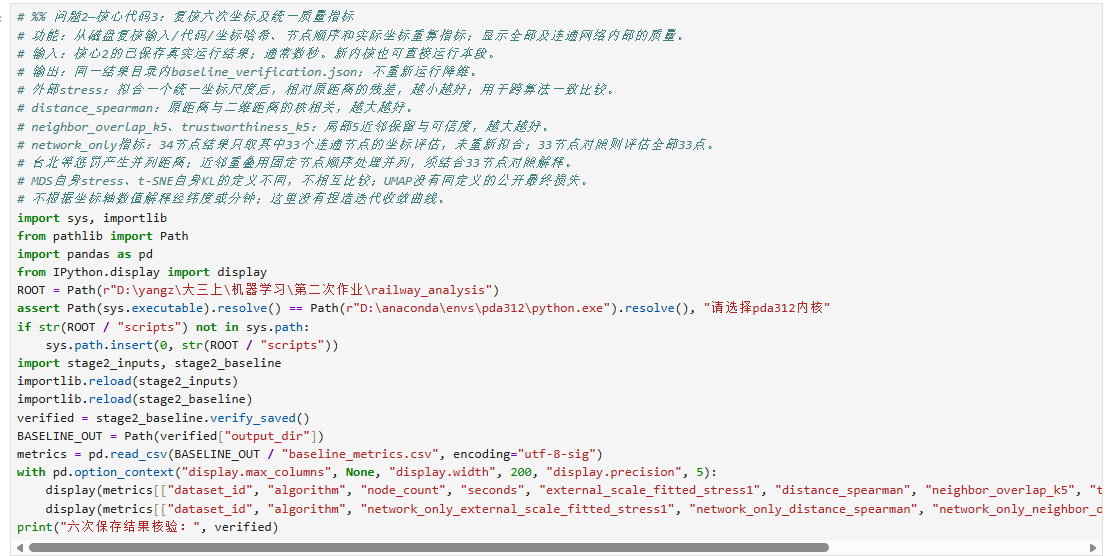 # %% 问题2—核心代码3：复核六次坐标及统一质量指标
# 功能：从磁盘复核输入/代码/坐标哈希、节点顺序和实际坐标重算指标；显示全部及连通网络内部的质量。
# 输入：核心2的已保存真实运行结果；通常数秒。新内核也可直接运行本段。
# 输出：同一结果目录内baseline_verification.json；不重新运行降维。
# 外部stress：拟合一个统一坐标尺度后，相对原距离的残差，越小越好；用于跨算法一致比较。
# distance_spearman：原距离与二维距离的秩相关，越大越好。
# neighbor_overlap_k5、trustworthiness_k5：局部5近邻保留与可信度，越大越好。
# network_only指标：34节点结果只取其中33个连通节点的坐标评估，未重新拟合；33节点对照则评估全部33点。
# 台北等惩罚产生并列距离；近邻重叠用固定节点顺序处理并列，须结合33节点对照解释。
# MDS自身stress、t-SNE自身KL的定义不同，不相互比较；UMAP没有同定义的公开最终损失。
# 不根据坐标轴数值解释经纬度或分钟；这里没有捏造迭代收敛曲线。
import sys, importlib
from pathlib import Path
import pandas as pd
from IPython.display import display
ROOT = Path(r"D:\yangz\大三上\机器学习\第二次作业\railway_analysis")
assert Path(sys.executable).resolve() == Path(r"D:\anaconda\envs\pda312\python.exe").resolve(), "请选择pda312内核"
if str(ROOT / "scripts") not in sys.path:
    sys.path.insert(0, str(ROOT / "scripts"))
import stage2_inputs, stage2_baseline
importlib.reload(stage2_inputs)
importlib.reload(stage2_baseline)
verified = stage2_baseline.verify_saved()
BASELINE_OUT = Path(verified["output_dir"])
metrics = pd.read_csv(BASELINE_OUT / "baseline_metrics.csv", encoding="utf-8-sig")
with pd.option_context("display.max_columns", None, "display.width", 200, "display.precision", 5):
    display(metrics[["dataset_id", "algorithm", "node_count", "seconds", "external_scale_fitted_stress1", "distance_spearman", "neighbor_overlap_k5", "t
    display(metrics[["dataset_id", "algorithm", "network_only_external_scale_fitted_stress1", "network_only_distance_spearman", "network_only_neighbor_o
print("六次保存结果核验：", verified)